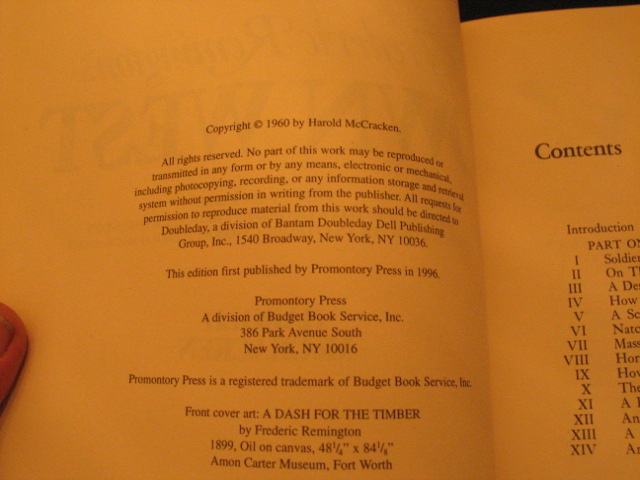 Copyright © 1960 by Harold McCracken.
All rights reserved. No part of this work may be reproduced or
transmitted in any form or by any means, electronic or mechanical,
including photocopying, recording, or any information storage and retrieval
system without permission in writing from the publisher. All requests for
permission to reproduce material from this work should be directed to
Doubleday, a division of Bantam Doubleday Dell Publishing
Group, Inc., 1540 Broadway, New York, NY 10036.
This edition first published by Promontory Press in 1996.
Promontory Press
A division of Budget Book Service, Inc.
386 Park Avenue South
New York, NY 10016
Promontory Press is a registered trademark of Budget Book Service, Inc.
Front cover art: A DASH FOR THE TIMBER
by Frederic Remington
1899, Oil on canvas, 48¼” x 84⅛”
Amon Carter Museum, Fort Worth
Contents
Introduction
PART
I Soldier
II On
III A
IV How
V A
VI
VII
VIII
IX
X The
XI A
XII An
XIII A
XIV